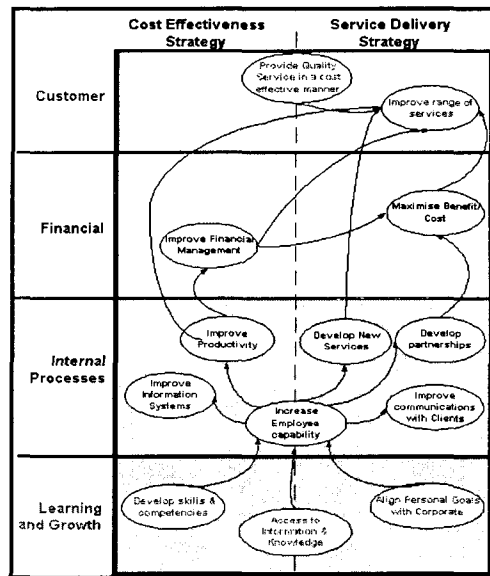 Cost Effectiveness
Strategy
Service Delivery
Strategy
Customer
Provide Quality
Service in a cost
effective manner
Improve range of
services
Financial
Improve Financial
Management
Maximise Benefit/
Cost
Internal
Processes
Improve
Productivity
Develop New
Services
Develop
partnerships
Improve
Information
Systems
Increase
Employee
capability
Improve
communications
with Clients
Learning
and Growth
Develop skills &
competencies
Access to
Information &
Knowledge
Align Personal Goals
with Corporate